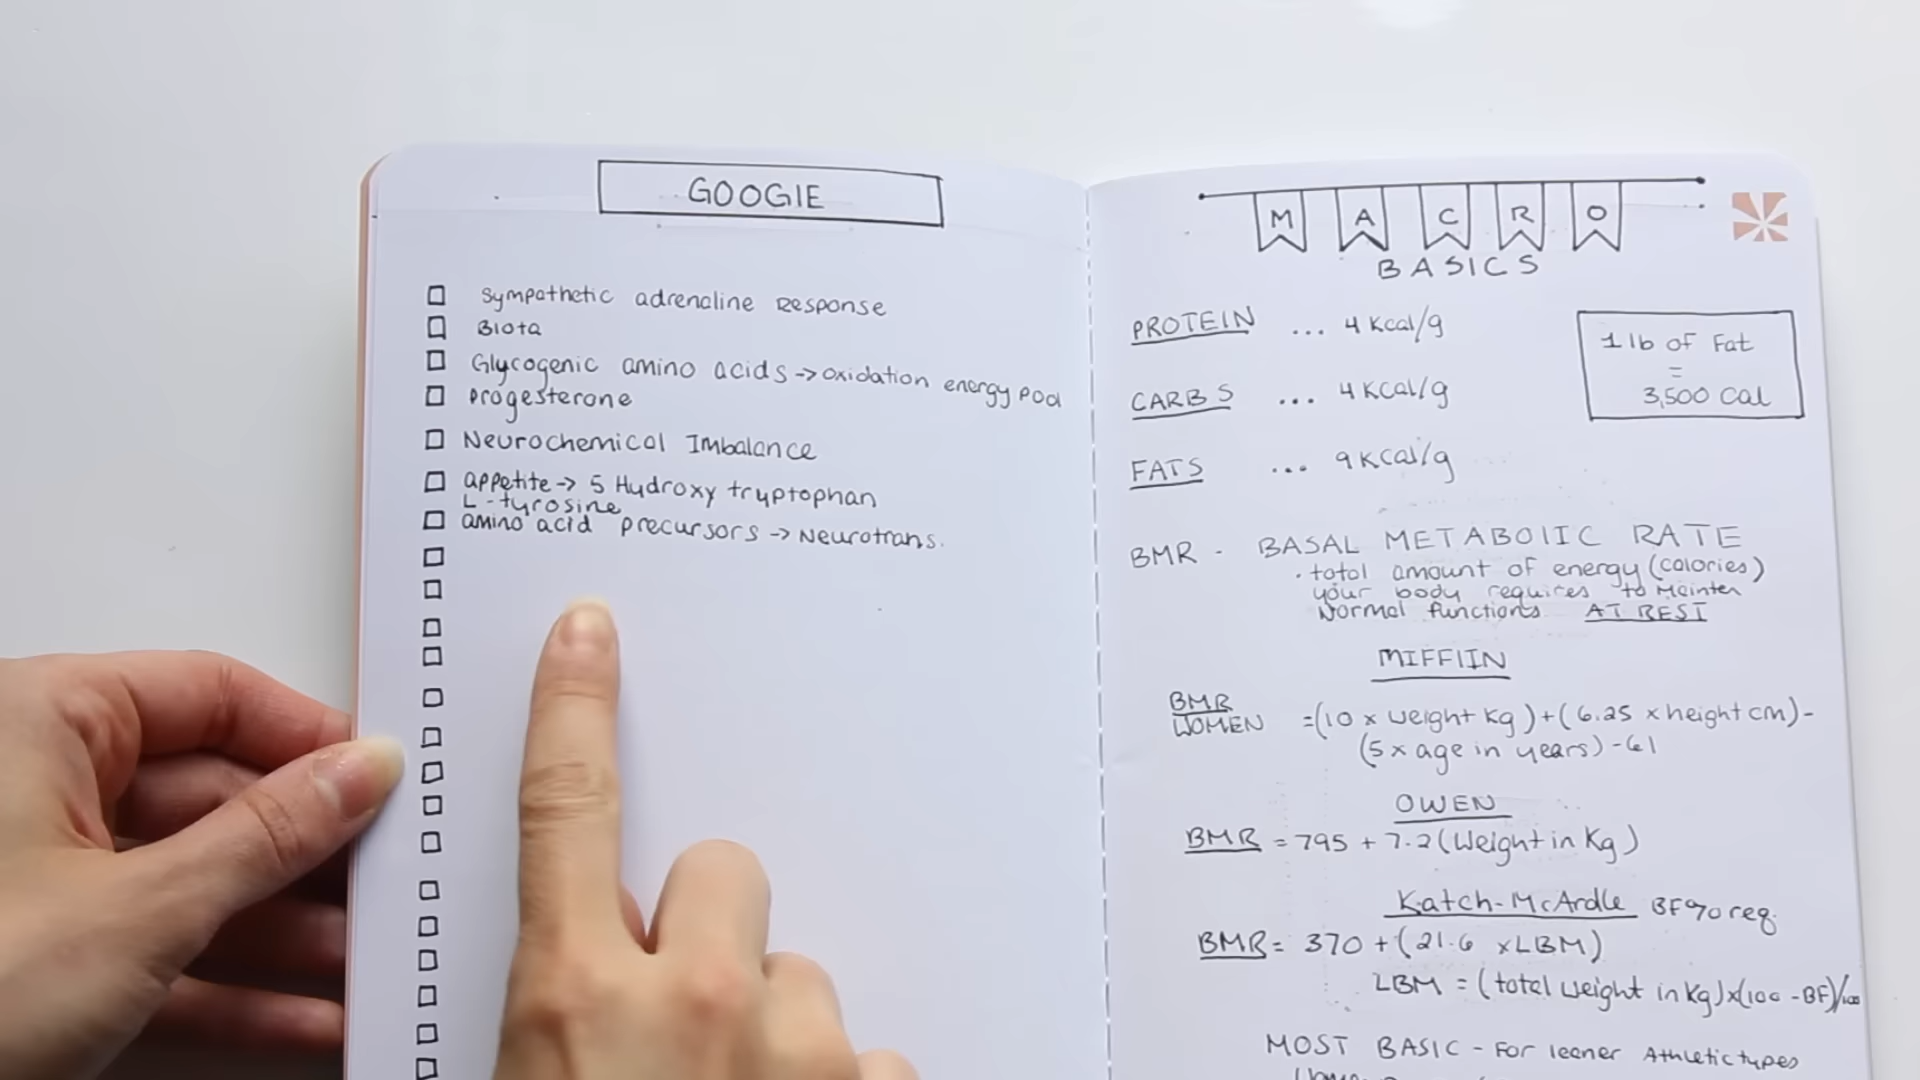 GOOGIE
Sympathetic adrenaline Response
Biota
Glycogenic amino acids -> oxidation energy pool
Progesterone
Neurochemical Imbalance
appetite -> 5 Hydroxy tryptophan
L-tyrosine
amino acid precursors -> Neurotrans.
MACRO
BASICS
PROTEIN ... 4 Kcal/g
CARBS ... 4 Kcal/g
FATS ... 9 Kcal/g
1 lb of Fat
=
3,500 Cal
BMR - BASAL METABOlIC RATE
· total amount of energy (calories)
your body requires to Mainten
Normal functions AT REST
MIFFlIN
BMR
WOMEN = (10 x weight Kg) + (6.25 x height cm) -
(5 x age in years) - 61
OWEN
BMR = 795 + 7.2 (Weight in Kg)
Katch-McArdle BF% req.
BMR = 370 + (21.6 x LBM)
LBM = (total weight in Kg) x (100 - BF)/100
MOST BASIC - For leaner Athletic types